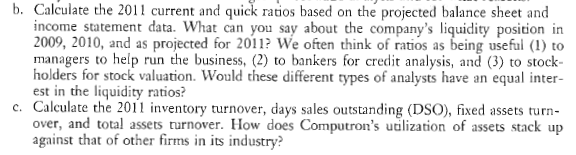 b. Calculate the 2011 current and quick ratios based on the projected balance sheet and
income statement data. What can you say about the company's liquidity position in
2009, 2010, and as projected for 2011? We often think of ratios as being useful (1) to
managers to help run the business, (2) to bankers for credit analysis, and (3) to stock-
holders for stock valuation. Would these different types of analysts have an equal inter-
est in the liquidity ratios?
c. Calculate the 2011 inventory turnover, days sales outstanding (DSO), fixed assets turn-
over, and total assets turnover. How does Computron's utilization of assets stack up
against that of other firms in its industry?